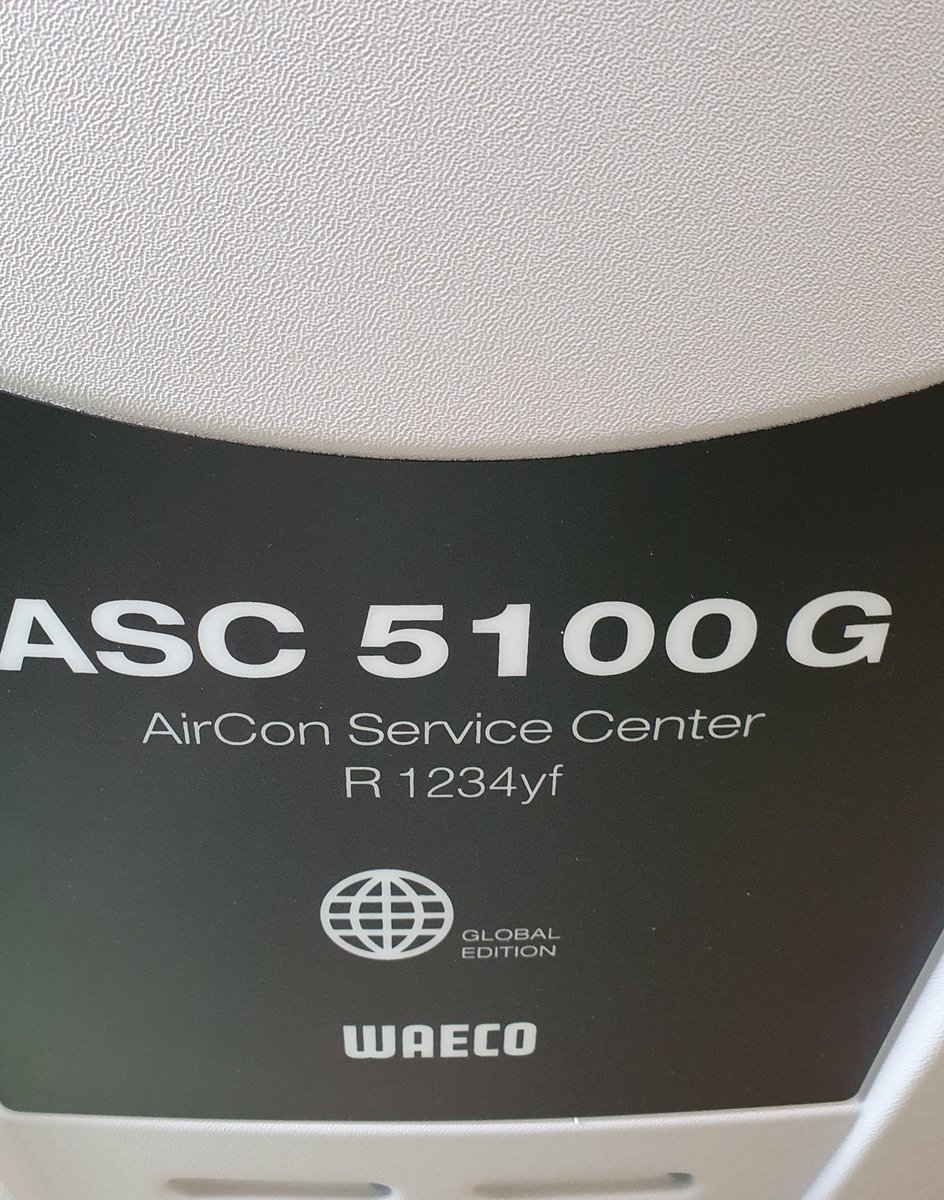 ASC 5100 G
AirCon Service Center
R 1234yf
GLOBAL
EDITION
WAECO